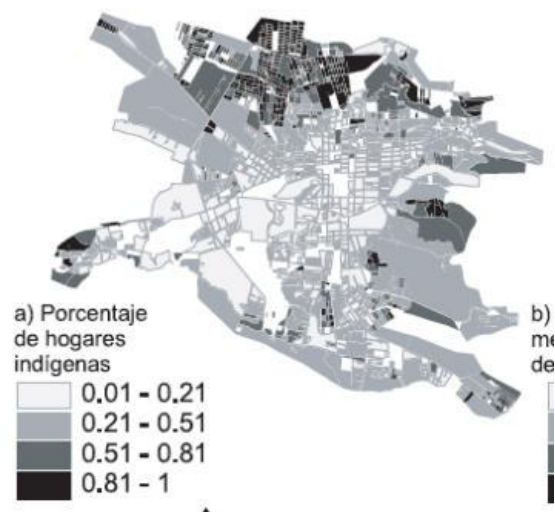 a) Porcentaje
de hogares
indígenas
0.01 - 0.21
0.21 - 0.51
0.51 - 0.81
0.81 - 1
b)
me
de